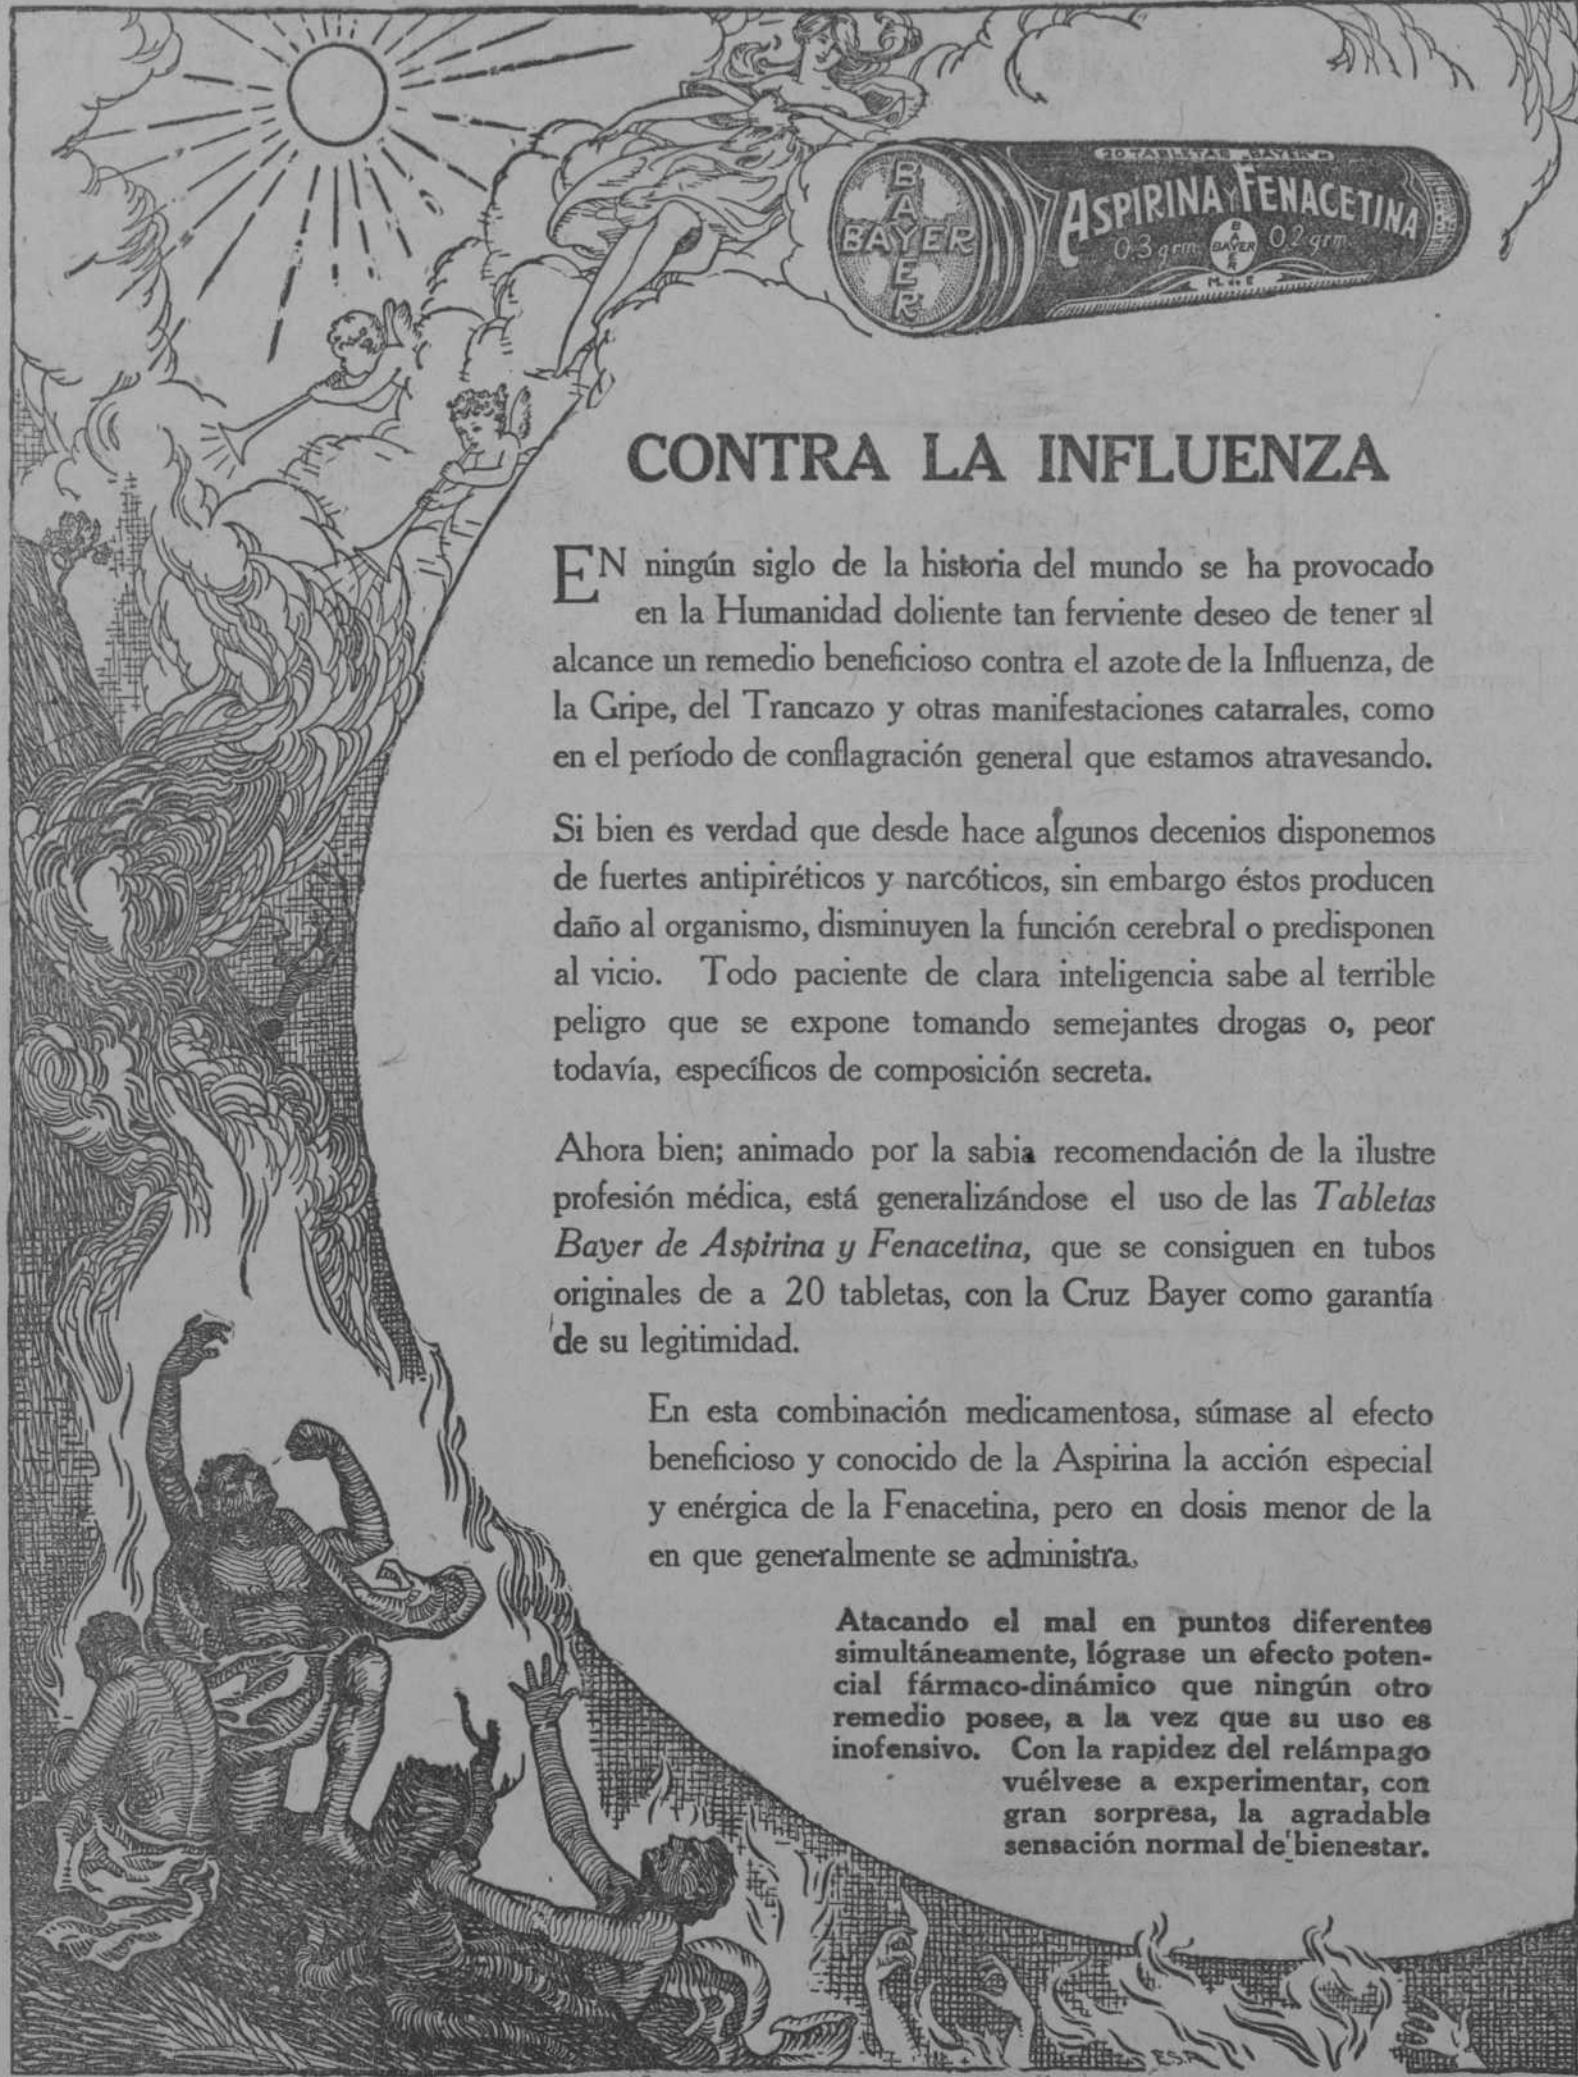 20 TABLETAS „BAYER“
ASPIRINA Y FENACETINA
0.3 grm BAYER BAYER 0.2 grm
M. de E
BAYER
BAYER
CONTRA LA INFLUENZA
EN ningún siglo de la historia del mundo se ha provocado
en la Humanidad doliente tan ferviente deseo de tener al
alcance un remedio beneficioso contra el azote de la Influenza, de
la Gripe, del Trancazo y otras manifestaciones catarrales, como
en el período de conflagración general que estamos atravesando.
Si bien es verdad que desde hace algunos decenios disponemos
de fuertes antipiréticos y narcóticos, sin embargo éstos producen
daño al organismo, disminuyen la función cerebral o predisponen
al vicio. Todo paciente de clara inteligencia sabe al terrible
peligro que se expone tomando semejantes drogas o, peor
todavía, específicos de composición secreta.
Ahora bien; animado por la sabia recomendación de la ilustre
profesión médica, está generalizándose el uso de las Tabletas
Bayer de Aspirina y Fenacetina, que se consiguen en tubos
originales de a 20 tabletas, con la Cruz Bayer como garantía
de su legitimidad.
En esta combinación medicamentosa, súmase al efecto
beneficioso y conocido de la Aspirina la acción especial
y enérgica de la Fenacetina, pero en dosis menor de la
en que generalmente se administra.
Atacando el mal en puntos diferentes
simultáneamente, lógrase un efecto poten-
cial fármaco-dinámico que ningún otro
remedio posee, a la vez que su uso es
inofensivo. Con la rapidez del relámpago
vuélvese a experimentar, con
gran sorpresa, la agradable
sensación normal de bienestar.